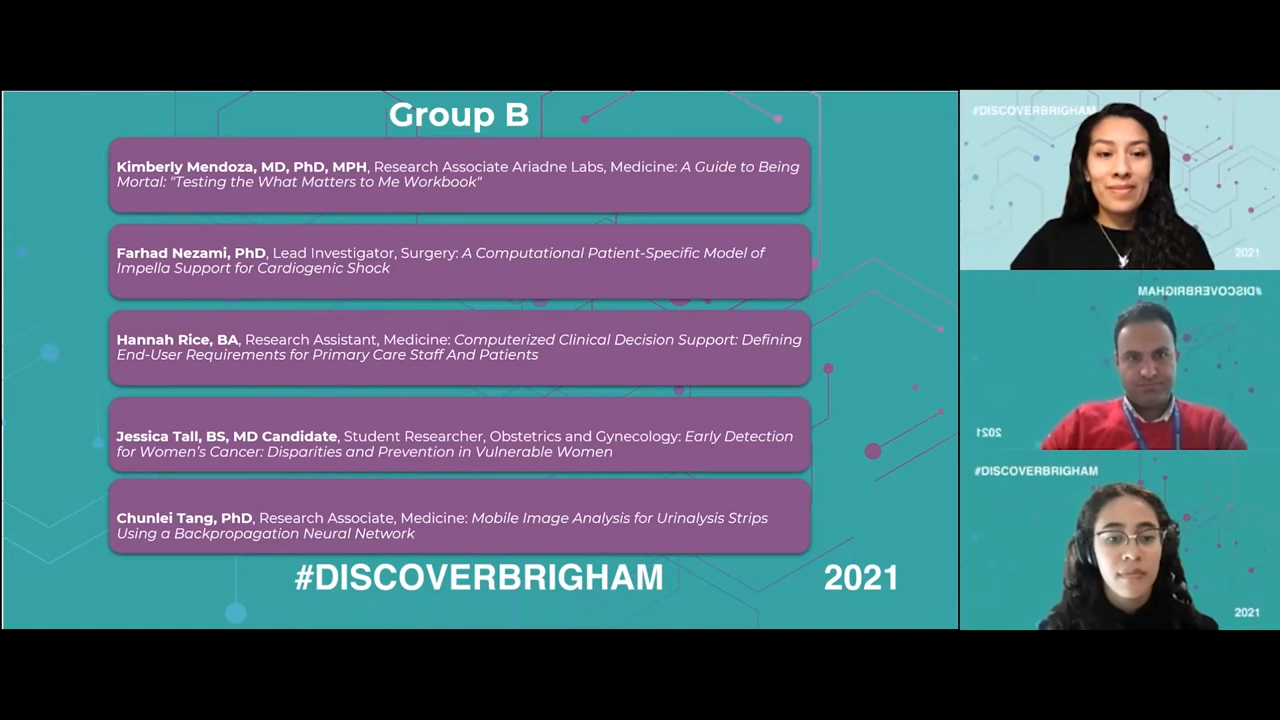 Group B
Kimberly Mendoza, MD, PhD, MPH, Research Associate Ariadne Labs, Medicine: A Guide to Being
Mortal: "Testing the What Matters to Me Workbook"
Farhad Nezami, PhD, Lead Investigator, Surgery: A Computational Patient-Specific Model of
Impella Support for Cardiogenic Shock
Hannah Rice, BA, Research Assistant, Medicine: Computerized Clinical Decision Support: Defining
End-User Requirements for Primary Care Staff And Patients
Jessica Tall, BS, MD Candidate, Student Researcher, Obstetrics and Gynecology: Early Detection
for Women's Cancer: Disparities and Prevention in Vulnerable Women
Chunlei Tang, PhD, Research Associate, Medicine: Mobile Image Analysis for Urinalysis Strips
Using a Backpropagation Neural Network
#DISCOVERBRIGHAM 2021
#DISCOVERBRIGHAM
2021
#DISCOVERBRIGHAM
2021
#DISCOVERBRIGHAM
2021